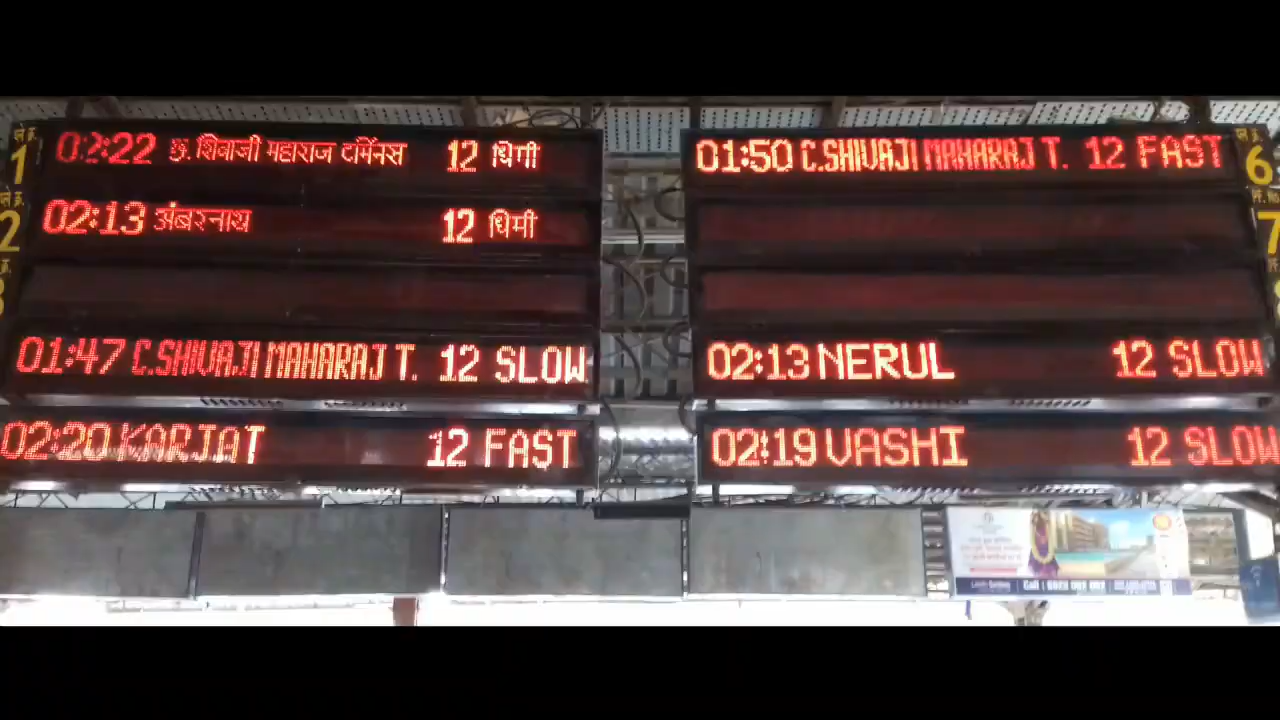 प्लॅ.क्र.
1
02:22 छ. शिवाजी महाराज टर्मिनस 12 धिमी
2
02:13 अंबरनाथ 12 धिमी
01:47 C.SHIVAJI MAHARAJ T. 12 SLOW
02:20 KARJAT 12 FAST
01:50 C.SHIVAJI MAHARAJ T. 12 FAST
6
PF. No
7
02:13 NERUL 12 SLOW
02:19 VASHI 12 SLOW